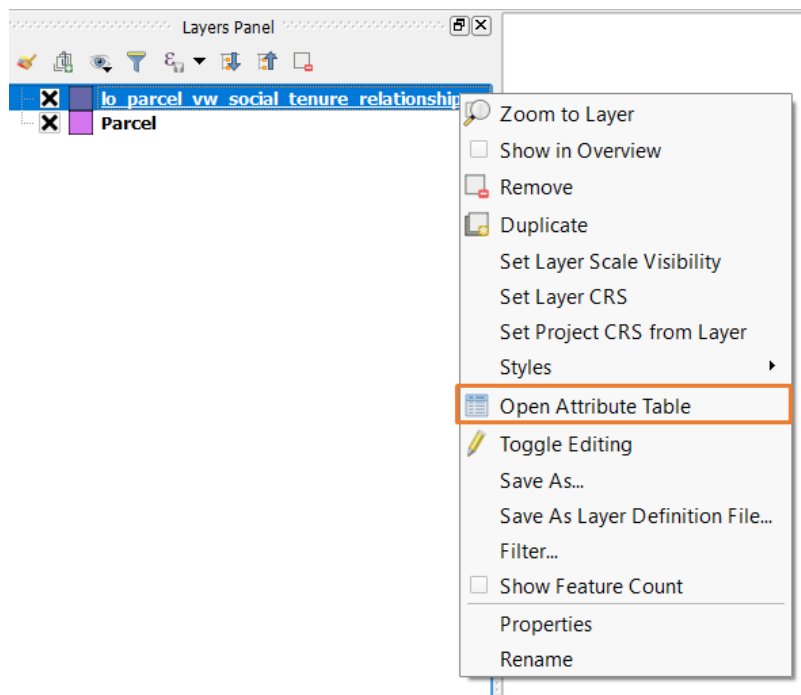 Layers Panel
lo_parcel_vw_social_tenure_relationship
Parcel
Zoom to Layer
Show in Overview
Remove
Duplicate
Set Layer Scale Visibility
Set Layer CRS
Set Project CRS from Layer
Styles
Open Attribute Table
Toggle Editing
Save As...
Save As Layer Definition File...
Filter...
Show Feature Count
Properties
Rename